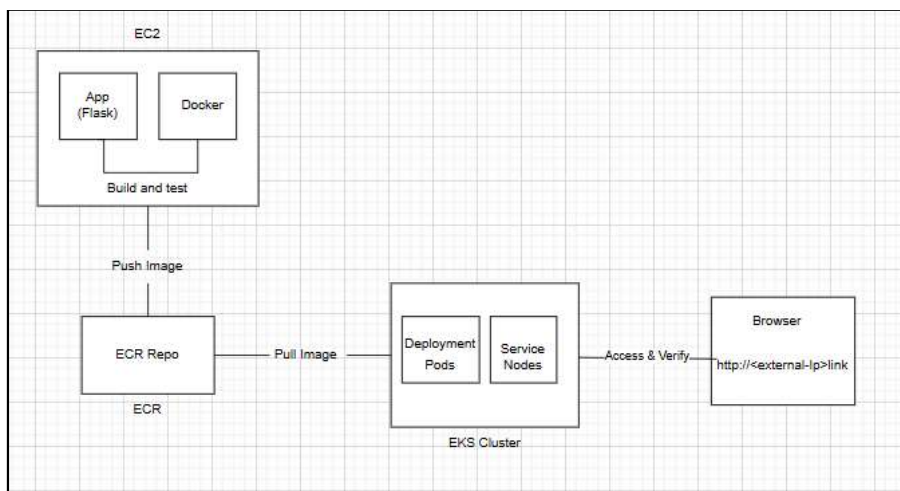 EC2
App
(Flask)
Docker
Build and test
Push Image
ECR Repo
ECR
Pull Image
Deployment
Pods
Service
Nodes
EKS Cluster
Access & Verify
Browser
http://<external-Ip>link